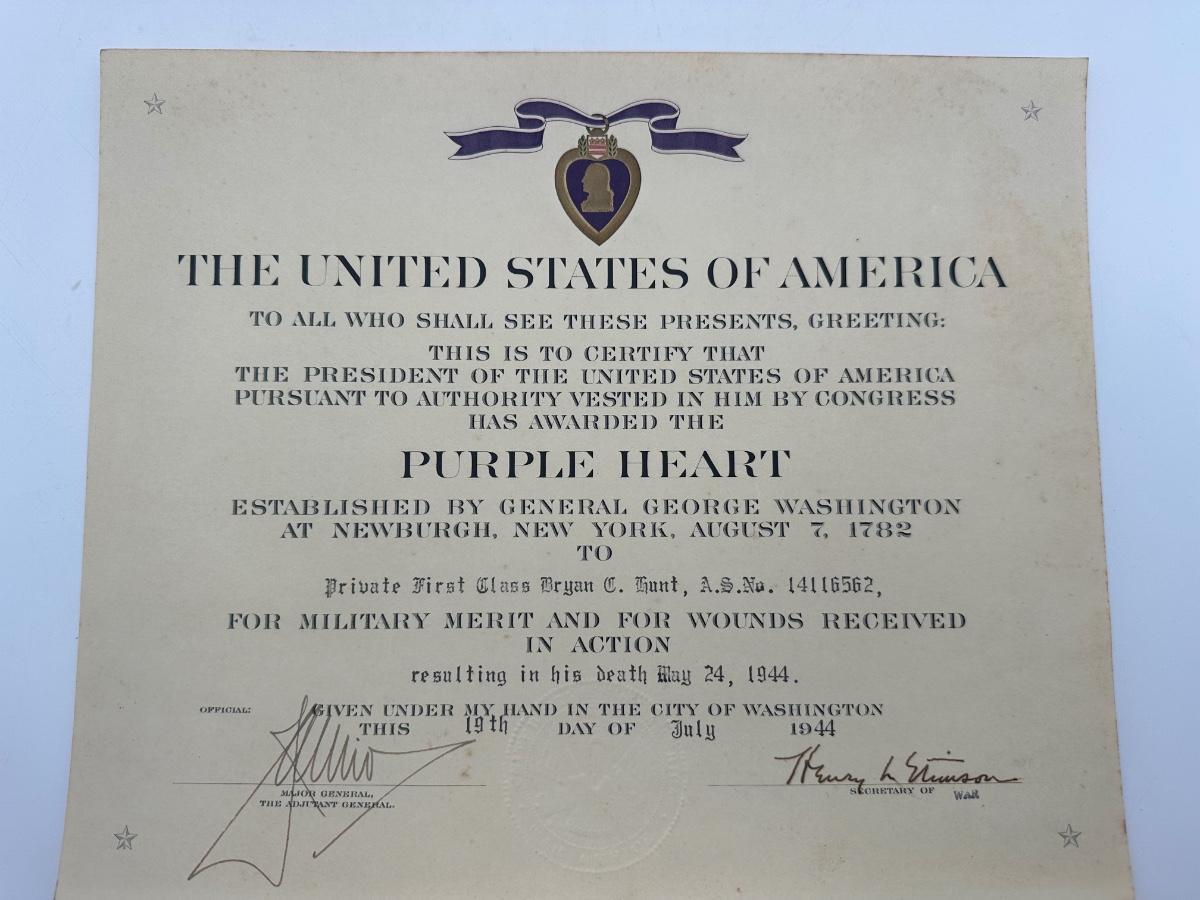 THE UNITED STATES OF AMERICA
TO ALL WHO SHALL SEE THESE PRESENTS, GREETING:
THIS IS TO CERTIFY THAT
THE PRESIDENT OF THE UNITED STATES OF AMERICA
PURSUANT TO AUTHORITY VESTED IN HIM BY CONGRESS
HAS AWARDED THE
PURPLE HEART
ESTABLISHED BY GENERAL GEORGE WASHINGTON
AT NEWBURGH, NEW YORK, AUGUST 7, 1782
TO
Private First Class Bryan C. Hunt, A.S.No. 14116562,
FOR MILITARY MERIT AND FOR WOUNDS RECEIVED
IN ACTION
resulting in his death May 24, 1944.
OFFICIAL: GIVEN UNDER MY HAND IN THE CITY OF WASHINGTON
THIS 19th DAY OF July 1944
Henry L Stimson
MAJOR GENERAL,
THE ADJUTANT GENERAL.
SECRETARY OF WAR